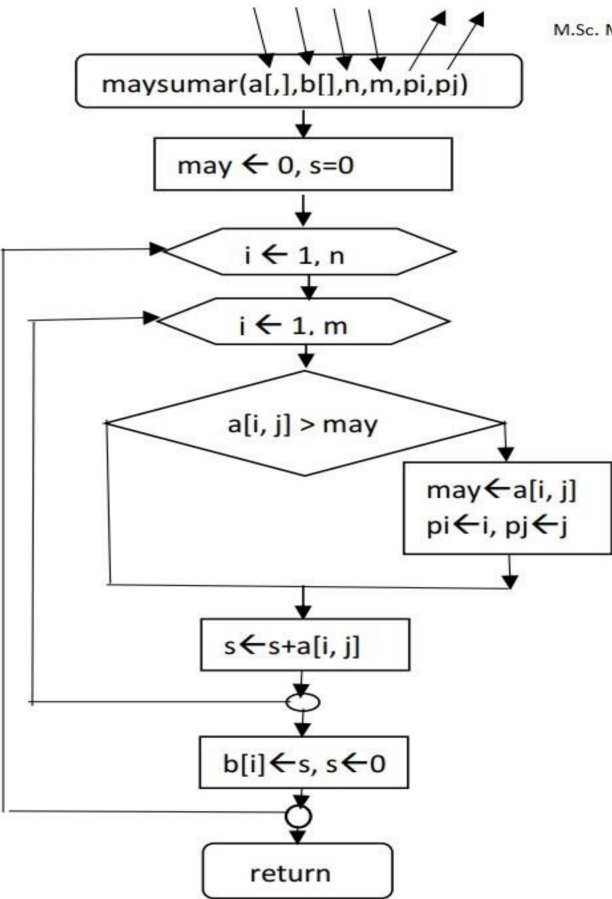 M.Sc. M
maysumar(a[,],b[],n,m,pi,pj)
may ← 0, s=0
i ← 1, n
j ← 1, m
a[i, j] > may
may←a[i, j]
pi←i, pj←j
s←s+a[i, j]
b[i]←s, s←0
return